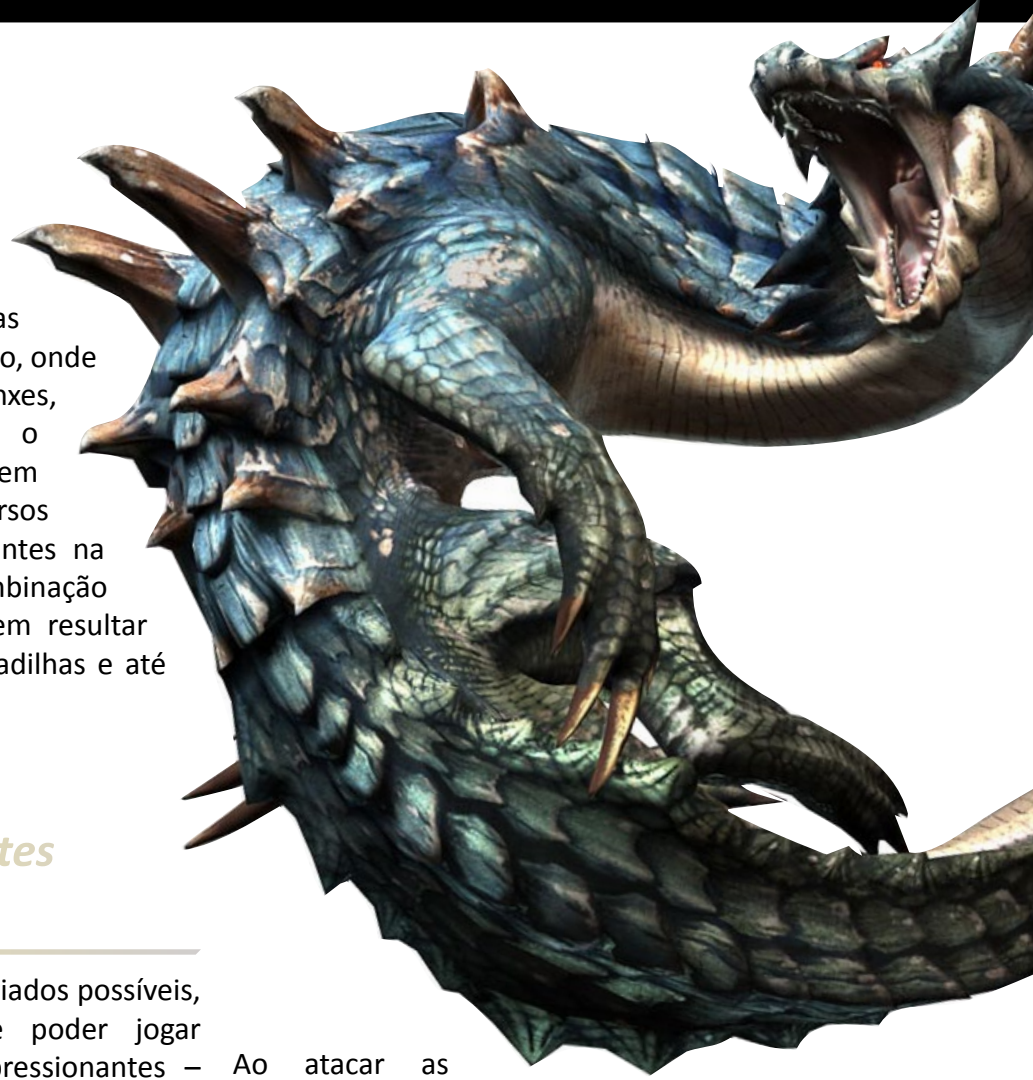 as
o, onde
nxes,
o
em
rsos
ntes na
mbinação
em resultar
adilhas e até
tes
iados possíveis,
e poder jogar
pressionantes –
Ao atacar as